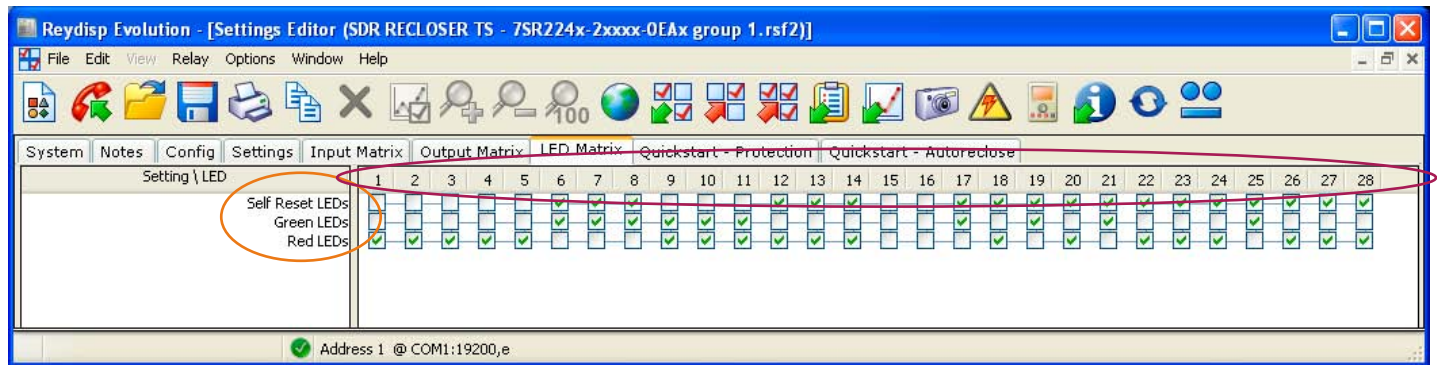 Reydisp Evolution - [Settings Editor (SDR RECLOSER TS - 7SR224x-2xxxx-0EAx group 1.rsf2)]
File Edit View Relay Options Window Help
100
System Notes Config Settings Input Matrix Output Matrix LED Matrix Quickstart - Protection Quickstart - Autoreclose
Setting \ LED 1 2 3 4 5 6 7 8 9 10 11 12 13 14 15 16 17 18 19 20 21 22 23 24 25 26 27 28
Self Reset LEDs
Green LEDs
Red LEDs
Address 1 @ COM1:19200,e